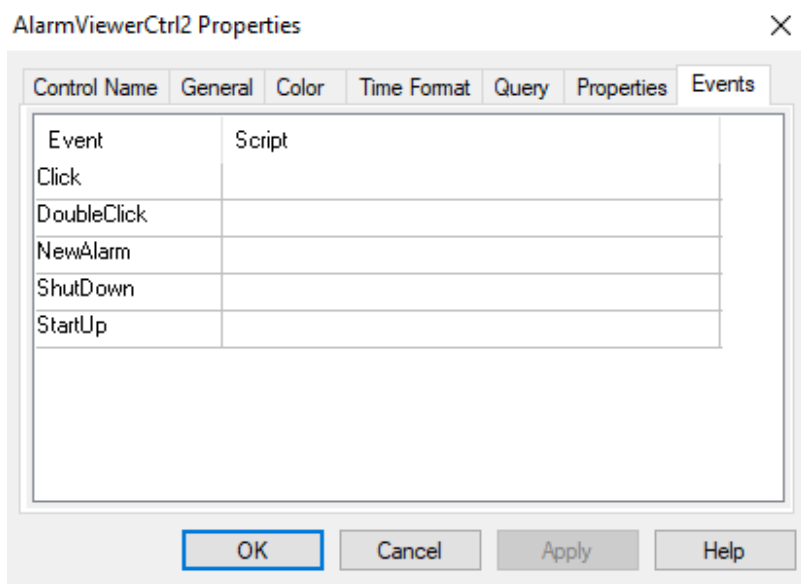 AlarmViewerCtrl2 Properties
Control Name General Color Time Format Query Properties Events
Event Script
Click
DoubleClick
NewAlarm
ShutDown
StartUp
OK Cancel Apply Help